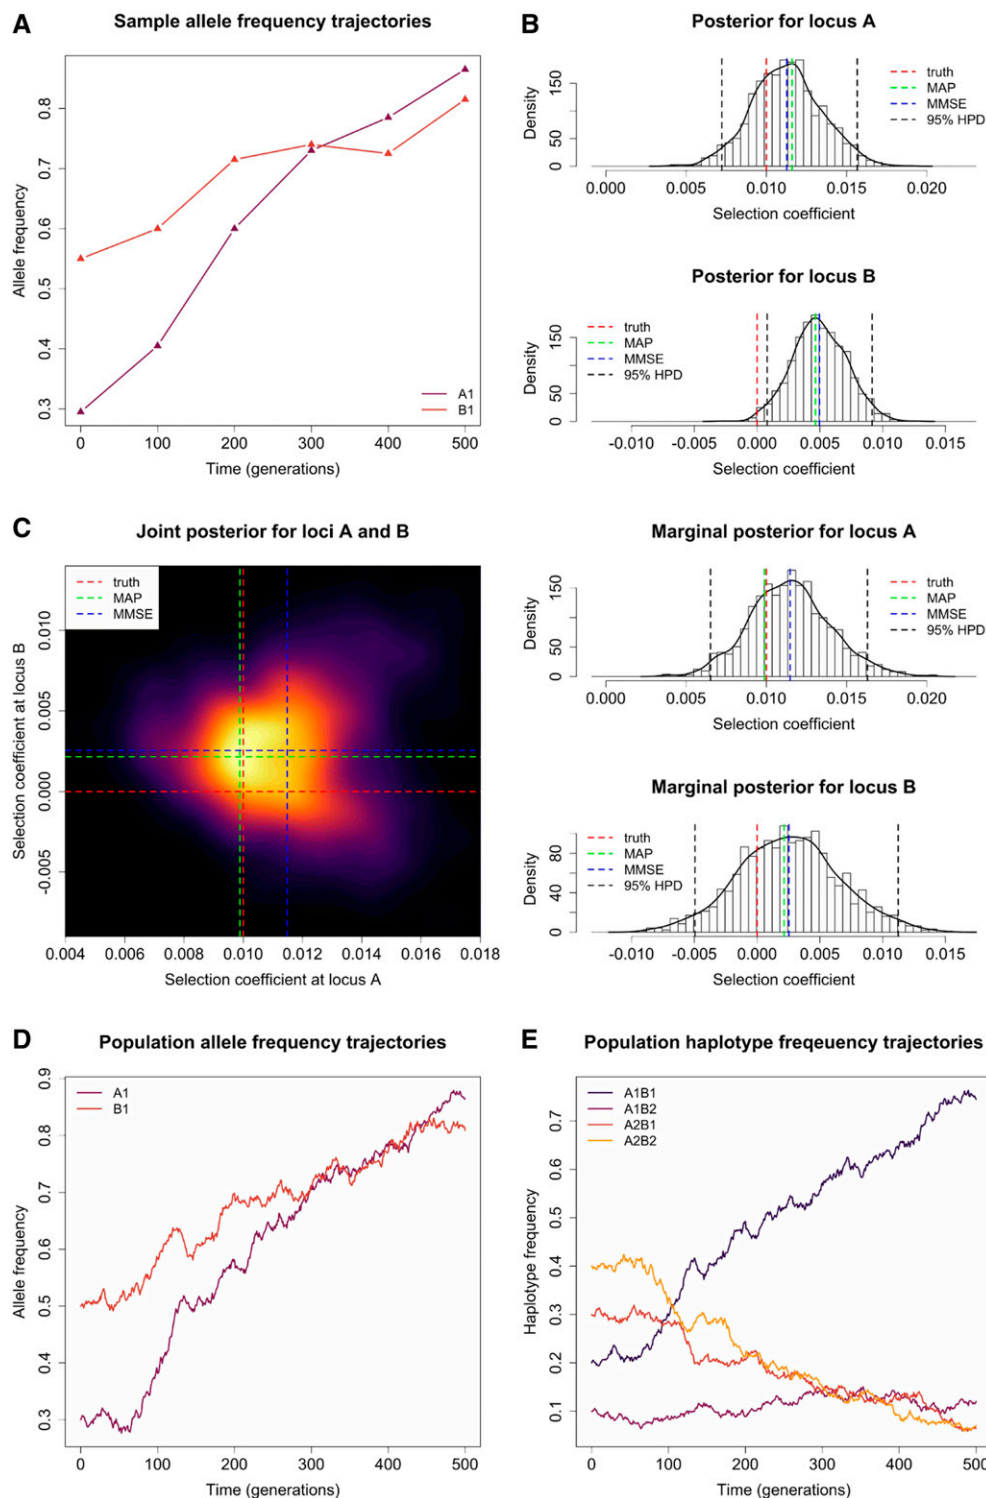 A
Sample allele frequency trajectories
Allele frequency
0.3 0.4 0.5 0.6 0.7 0.8
A1
B1
0 100 200 300 400 500
Time (generations)
B
Posterior for locus A
Density
0 50 150
truth
MAP
MMSE
95% HPD
0.000 0.005 0.010 0.015 0.020
Selection coefficient
Posterior for locus B
Density
0 50 150
truth
MAP
MMSE
95% HPD
-0.010 -0.005 0.000 0.005 0.010 0.015
Selection coefficient
C
Joint posterior for loci A and B
Selection coefficient at locus B
-0.005 0.000 0.005 0.010
truth
MAP
MMSE
0.004 0.006 0.008 0.010 0.012 0.014 0.016 0.018
Selection coefficient at locus A
Marginal posterior for locus A
Density
0 50 150
truth
MAP
MMSE
95% HPD
0.000 0.005 0.010 0.015 0.020
Selection coefficient
Marginal posterior for locus B
Density
0 40 80
truth
MAP
MMSE
95% HPD
-0.010 -0.005 0.000 0.005 0.010 0.015
Selection coefficient
D
Population allele frequency trajectories
Allele frequency
0.3 0.4 0.5 0.6 0.7 0.8 0.9
A1
B1
0 100 200 300 400 500
Time (generations)
E
Population haplotype freqeuency trajectories
Haplotype frequency
0.1 0.2 0.3 0.4 0.5 0.6 0.7
A1B1
A1B2
A2B1
A2B2
0 100 200 300 400 500
Time (generations)